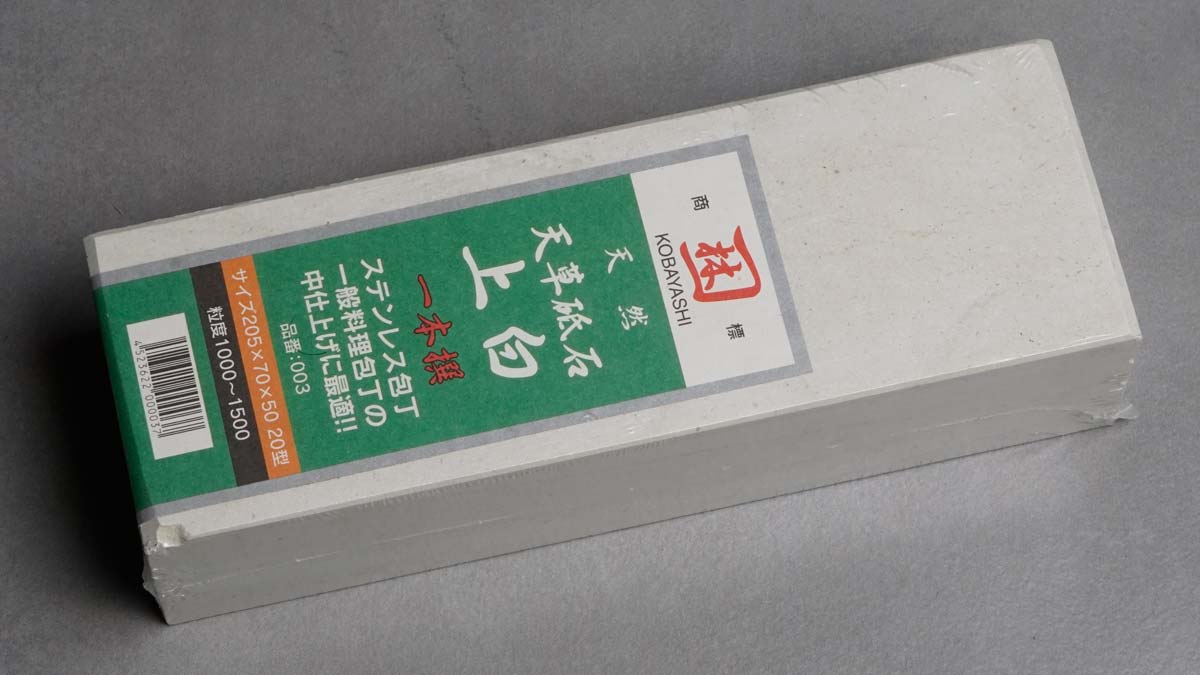 商標
KOBAYASHI
天然
天草砥石
上白
一本撰
ステンレス包丁
一般料理包丁の
中仕上げに最適!!
品番:003
サイズ205×70×50 20型
粒度1000〜1500
4523622000037